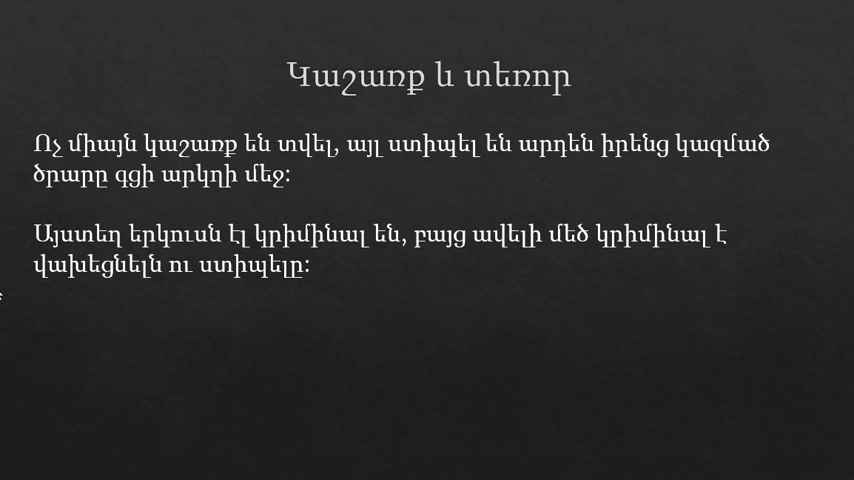 Կաշառք և տեռոր
Ոչ միայն կաշառք են տվել, այլ ստիպել են արդեն իրենց կազմած
ծրարը գցի արկղի մեջ:
Այստեղ երկուսն էլ կրիմինալ են, բայց ավելի մեծ կրիմինալ է
վախեցնելն ու ստիպելը: